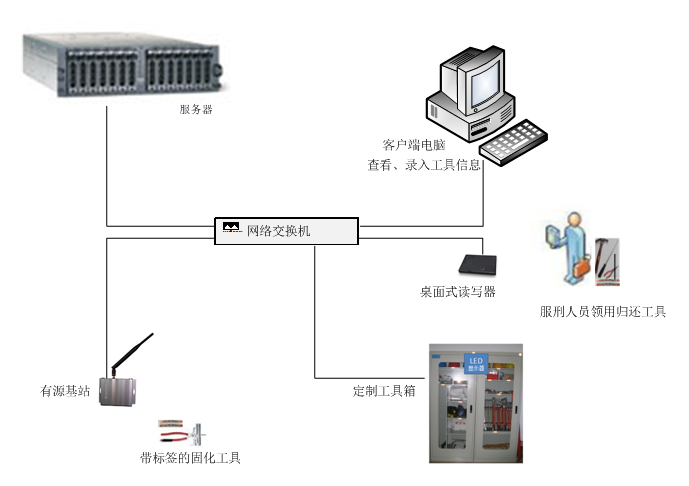 服务器
客户端电脑
查看、录入工具信息
网络交换机
桌面式读写器
服刑人员领用归还工具
有源基站
定制工具箱
LED
显示器
带标签的固化工具